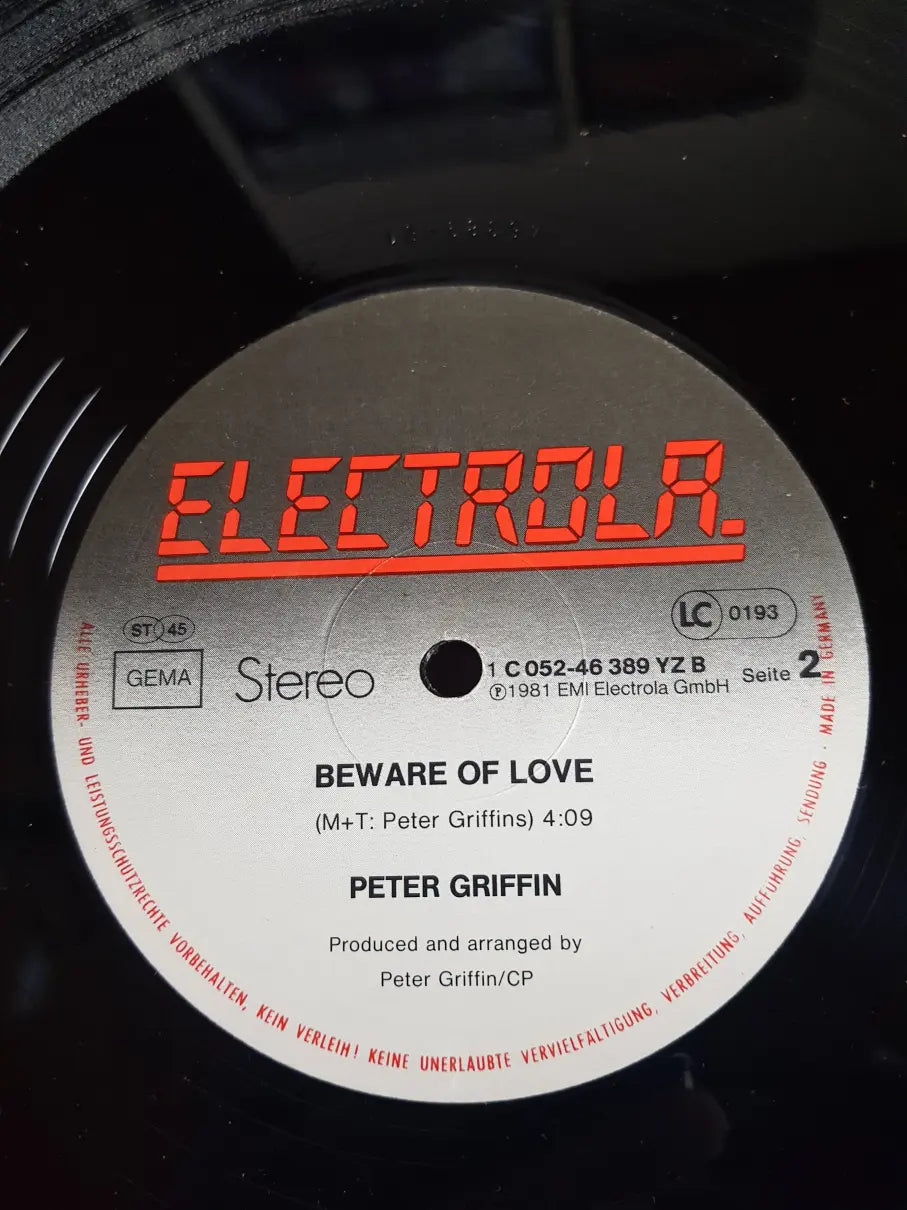 ELECTROLA.
ST 45
LC 0193
GEMA
Stereo
1 C 052-46 389 YZ B
Ⓟ1981 EMI Electrola GmbH
Seite 2
BEWARE OF LOVE
(M+T: Peter Griffins) 4:09
PETER GRIFFIN
Produced and arranged by
Peter Griffin/CP
ALLE URHEBER- UND LEISTUNGSSCHUTZRECHTE VORBEHALTEN, KEIN VERLEIH! KEINE UNERLAUBTE VERVIELFÄLTIGUNG, VERBREITUNG, AUFFÜHRUNG, SENDUNG · MADE IN GERMANY